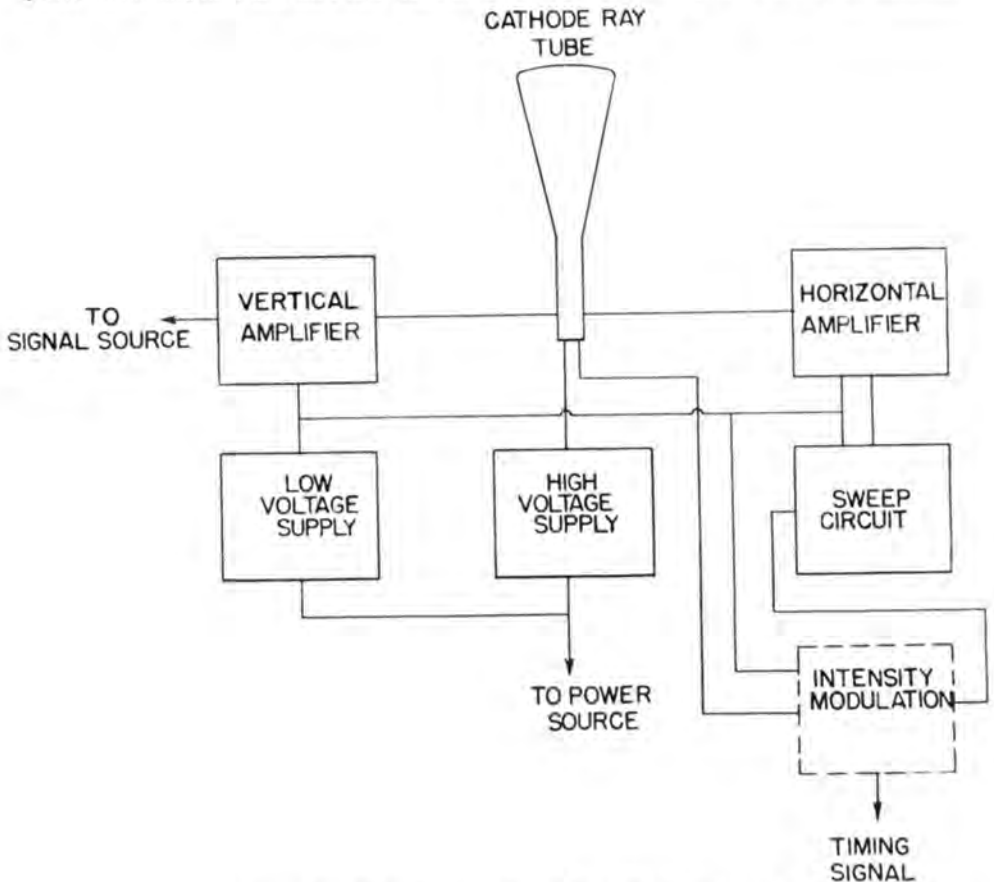 CATHODE RAY
TUBE
TO
SIGNAL SOURCE
VERTICAL
AMPLIFIER
HORIZONTAL
AMPLIFIER
LOW
VOLTAGE
SUPPLY
HIGH
VOLTAGE
SUPPLY
SWEEP
CIRCUIT
TO POWER
SOURCE
INTENSITY
MODULATION
TIMING
SIGNAL